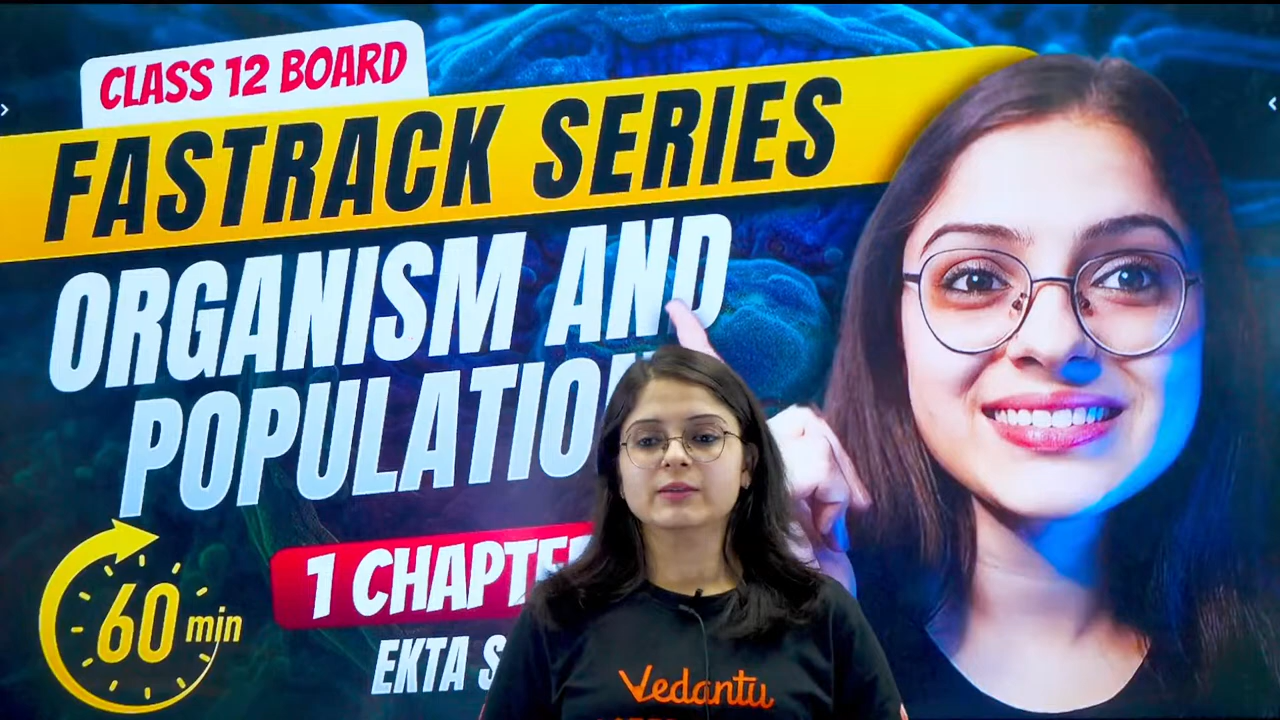 CLASS 12 BOARD
FASTRACK SERIES
ORGANISM AND
POPULATIO
1 CHAPTE
60 min
EKTA S
Vedantu